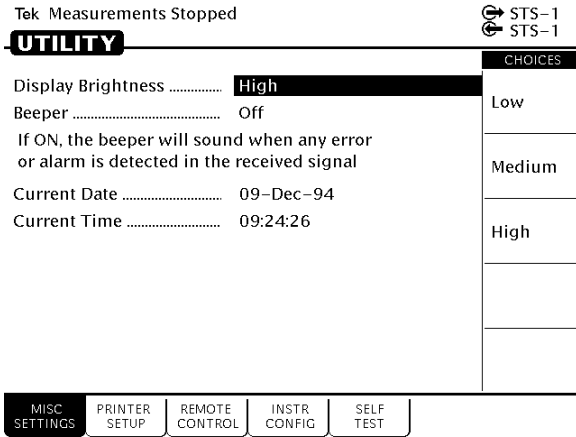 Tek Measurements Stopped
STS-1
STS-1
UTILITY
CHOICES
Display Brightness ............... High
Beeper ..................................... Off
If ON, the beeper will sound when any error
or alarm is detected in the received signal
Current Date ......................... 09-Dec-94
Current Time ........................ 09:24:26
Low
Medium
High
MISC SETTINGS
PRINTER SETUP
REMOTE CONTROL
INSTR CONFIG
SELF TEST